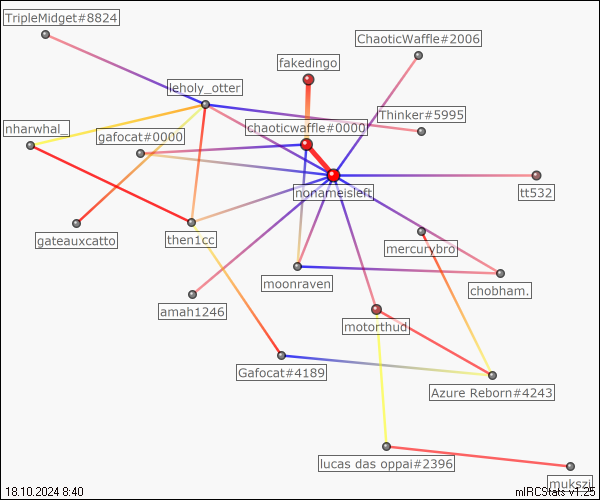 TripleMidget#8824
ChaoticWaffle#2006
fakedingo
leholy_otter
Thinker#5995
nharwhal_
chaoticwaffle#0000
gafocat#0000
nonameisleft
tt532
gateauxcatto
then1cc
mercurybro
moonraven
chobham.
amah1246
motorthud
Gafocat#4189
Azure Reborn#4243
lucas das oppai#2396
mukszi
18.10.2024 8:40
mIRCStats v1.25